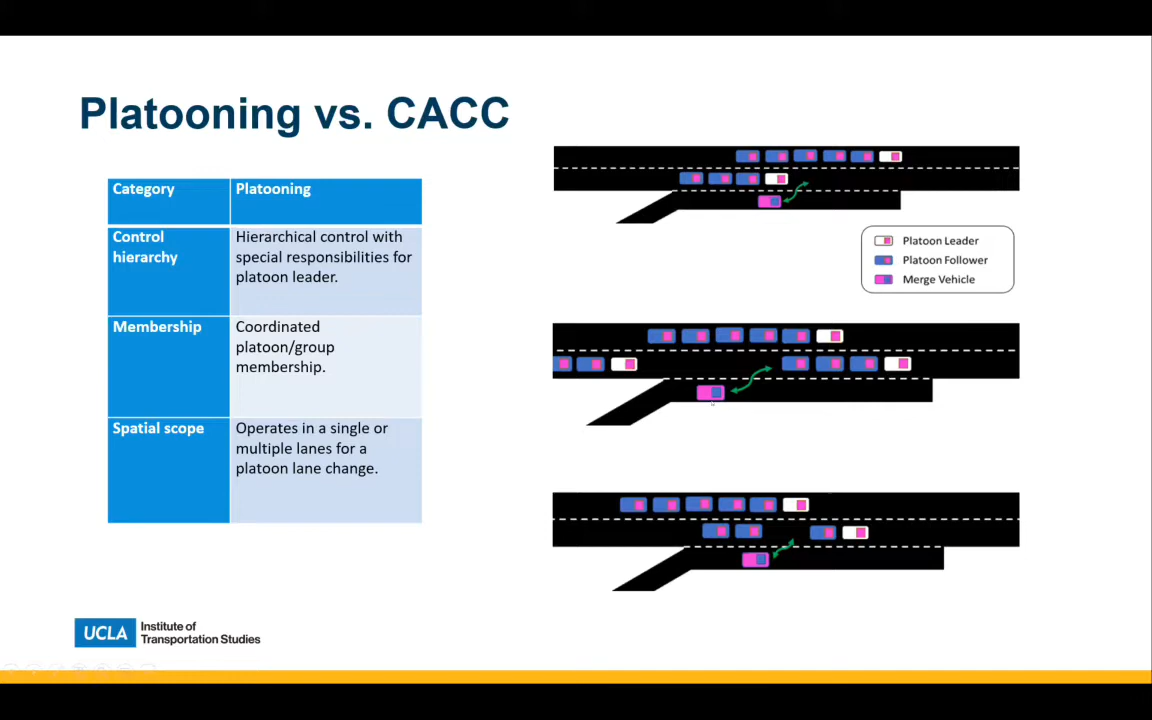 Platooning vs. CACC
Category
Platooning
Control
hierarchy
Hierarchical control with
special responsibilities for
platoon leader.
Membership
Coordinated
platoon/group
membership.
Spatial scope
Operates in a single or
multiple lanes for a
platoon lane change.
Platoon Leader
Platoon Follower
Merge Vehicle
UCLA
Institute of
Transportation Studies